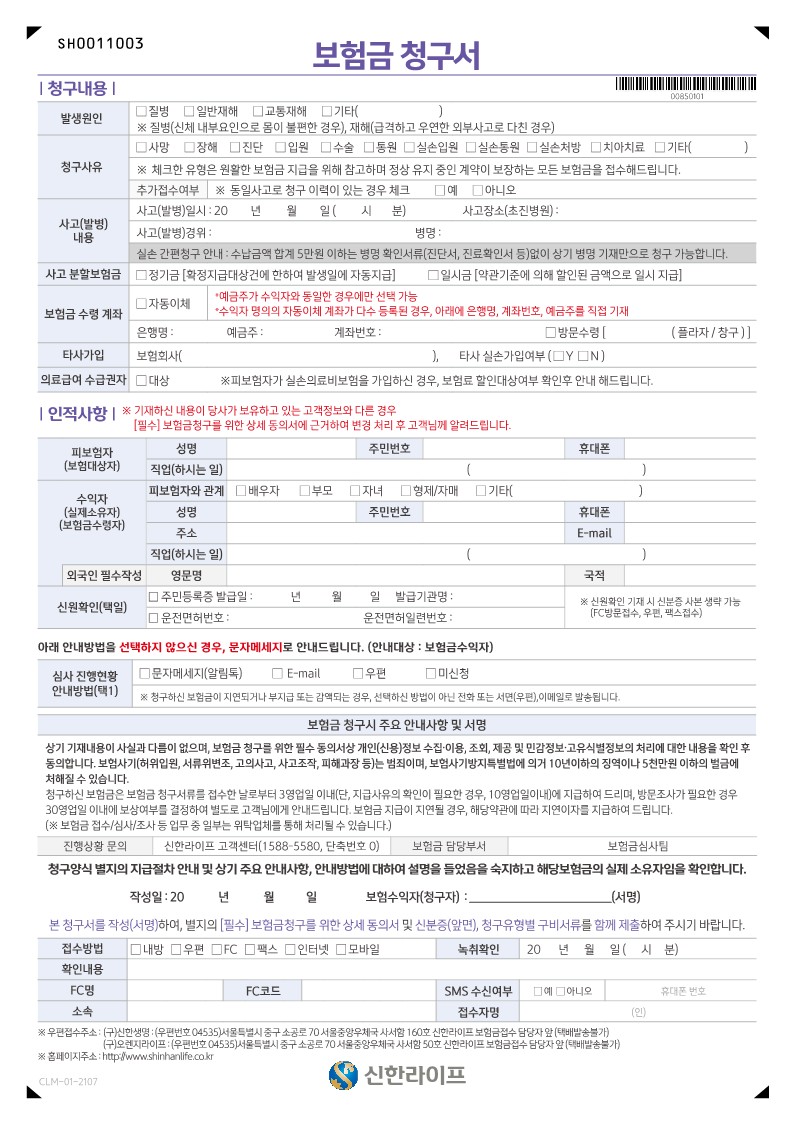 SH0011003
보험금 청구서
| 청구내용 |
00850101
발생원인 □질병 □일반재해 □교통재해 □기타( )
※ 질병(신체 내부요인으로 몸이 불편한 경우), 재해(급격하고 우연한 외부사고로 다친 경우)
청구사유 □사망 □장해 □진단 □입원 □수술 □통원 □실손입원 □실손통원 □실손처방 □치아치료 □기타( )
※ 체크한 유형은 원활한 보험금 지급을 위해 참고하며 정상 유지 중인 계약이 보장하는 모든 보험금을 접수해드립니다.
추가접수여부 ※ 동일사고로 청구 이력이 있는 경우 체크 □예 □아니오
사고(발병) 내용
사고(발병)일시 : 20 년 월 일 ( 시 분) 사고장소(초진병원) :
사고(발병)경위 : 병명 :
실손 간편청구 안내 : 수납금액 합계 5만원 이하는 병명 확인서류(진단서, 진료확인서 등)없이 상기 병명 기재만으로 청구 가능합니다.
사고 분할보험금 □정기금 [확정지급대상건에 한하여 발생일에 자동지급] □일시금 [약관기준에 의해 할인된 금액으로 일시 지급]
보험금 수령 계좌 □자동이체
*예금주가 수익자와 동일한 경우에만 선택 가능
*수익자 명의의 자동이체 계좌가 다수 등록된 경우, 아래에 은행명, 계좌번호, 예금주를 직접 기재
은행명 : 예금주 : 계좌번호 : □방문수령 [ ( 플라자 / 창구 ) ]
타사가입 보험회사( ), 타사 실손가입여부 ( □Y □N )
의료급여 수급권자 □대상 ※피보험자가 실손의료비보험을 가입하신 경우, 보험료 할인대상여부 확인후 안내 해드립니다.
| 인적사항 | ※ 기재하신 내용이 당사가 보유하고 있는 고객정보와 다른 경우
[필수] 보험금청구를 위한 상세 동의서에 근거하여 변경 처리 후 고객님께 알려드립니다.
피보험자
(보험대상자)
성명 주민번호 휴대폰
직업(하시는 일) ( )
수익자
(실제소유자)
(보험금수령자)
피보험자와 관계 □배우자 □부모 □자녀 □형제/자매 □기타( )
성명 주민번호 휴대폰
주소 E-mail
직업(하시는 일) ( )
외국인 필수작성 영문명 국적
신원확인(택일)
□주민등록증 발급일 : 년 월 일 발급기관명 :
□운전면허번호 : 운전면허일련번호 :
※ 신원확인 기재 시 신분증 사본 생략 가능
(FC방문접수, 우편, 팩스접수)
아래 안내방법을 선택하지 않으신 경우, 문자메세지로 안내드립니다. (안내대상 : 보험금수익자)
심사 진행현황
안내방법(택1)
□문자메세지(알림톡) □ E-mail □우편 □미신청
※ 청구하신 보험금이 지연되거나 부지급 또는 감액되는 경우, 선택하신 방법이 아닌 전화 또는 서면(우편),이메일로 발송됩니다.
보험금 청구시 주요 안내사항 및 서명
상기 기재내용이 사실과 다름이 없으며, 보험금 청구를 위한 필수 동의서상 개인(신용)정보 수집·이용, 조회, 제공 및 민감정보·고유식별정보의 처리에 대한 내용을 확인 후
동의합니다. 보험사기(허위입원, 서류위변조, 고의사고, 사고조작, 피해과장 등)는 범죄이며, 보험사기방지특별법에 의거 10년이하의 징역이나 5천만원 이하의 벌금에
처해질 수 있습니다.
청구하신 보험금은 보험금 청구서류를 접수한 날로부터 3영업일 이내(단, 지급사유의 확인이 필요한 경우, 10영업일이내)에 지급하여 드리며, 방문조사가 필요한 경우
30영업일 이내에 보상여부를 결정하여 별도로 고객님에게 안내드립니다. 보험금 지급이 지연될 경우, 해당약관에 따라 지연이자를 지급하여 드립니다.
(※ 보험금 접수/심사/조사 등 업무 중 일부는 위탁업체를 통해 처리될 수 있습니다.)
진행상황 문의 신한라이프 고객센터(1588-5580, 단축번호 0) 보험금 담당부서 보험금심사팀
청구양식 별지의 지급절차 안내 및 상기 주요 안내사항, 안내방법에 대하여 설명을 들었음을 숙지하고 해당보험금의 실제 소유자임을 확인합니다.
작성일 : 20 년 월 일 보험수익자(청구자) : ____________________(서명)
본 청구서를 작성(서명)하여, 별지의 [필수] 보험금청구를 위한 상세 동의서 및 신분증(앞면), 청구유형별 구비서류를 함께 제출하여 주시기 바랍니다.
접수방법 □내방 □우편 □FC □팩스 □인터넷 □모바일 녹취확인 20 년 월 일 ( 시 분)
확인내용
FC명 FC코드 SMS 수신여부 □예 □아니오 휴대폰 번호
소속 접수자명 (인)
※ 우편접수주소 : (구)신한생명 : (우편번호 04535)서울특별시 중구 소공로 70 서울중앙우체국 사서함 160호 신한라이프 보험금접수 담당자 앞 (택배발송불가)
(구)오렌지라이프 : (우편번호 04535)서울특별시 중구 소공로 70 서울중앙우체국 사서함 50호 신한라이프 보험금접수 담당자 앞 (택배발송불가)
※ 홈페이지주소 : http://www.shinhanlife.co.kr
CLM-01-2107
신한라이프